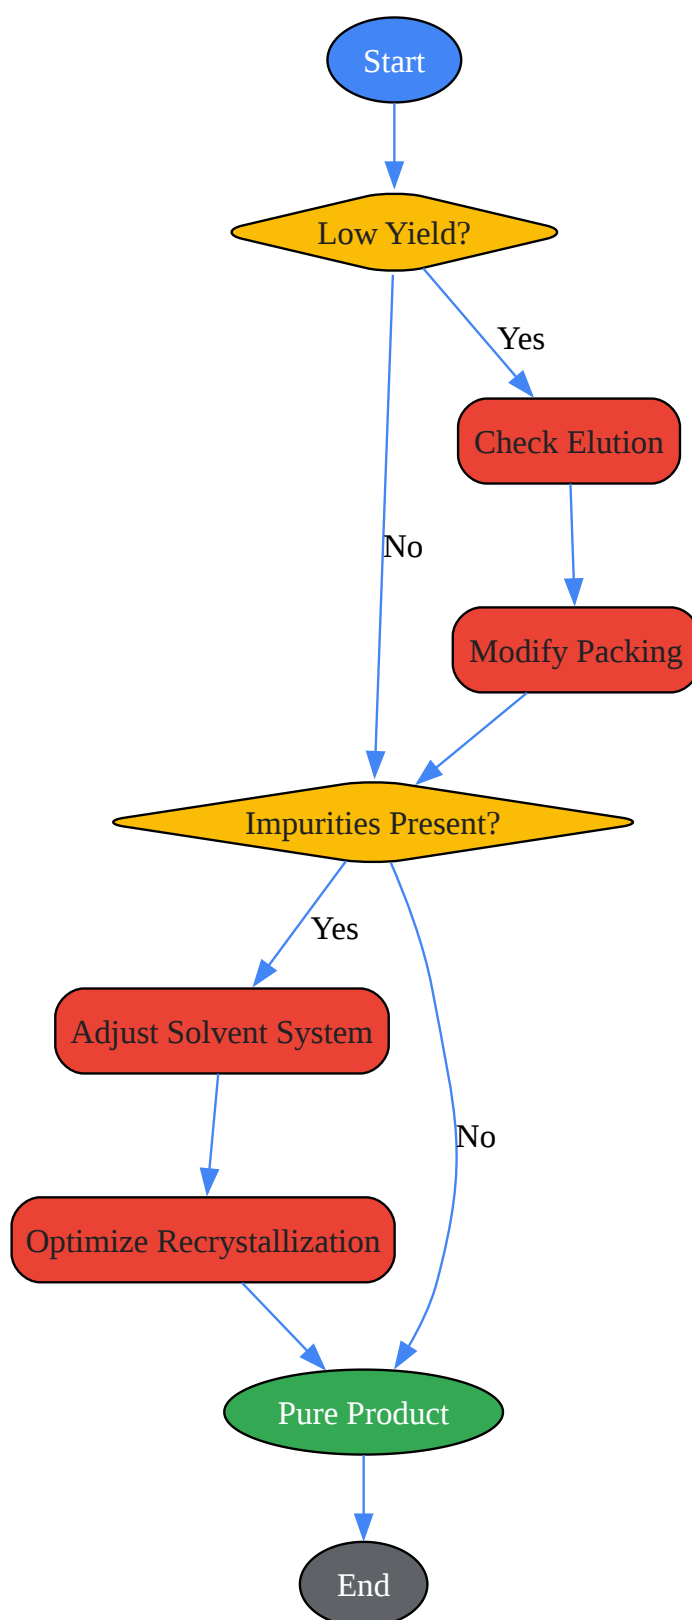 Start
Low Yield?
Yes
Check Elution
No
Modify Packing
Impurities Present?
Yes
Adjust Solvent System
No
Optimize Recrystallization
Pure Product
End